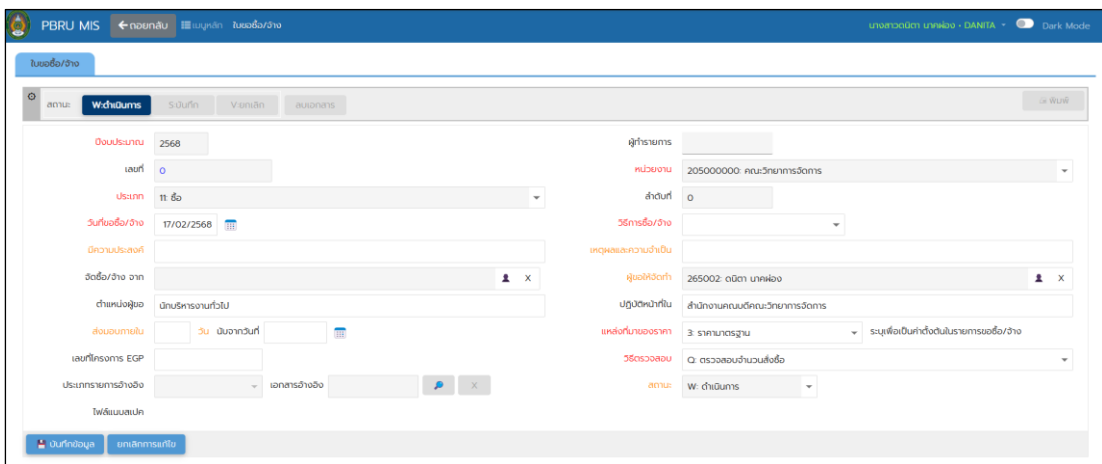 PBRU MIS ถอยกลับ เมนูหลัก ใบขอซื้อ/จ้าง นางสาวดนิตา นาคผ่อง - DANITA Dark Mode
ใบขอซื้อ/จ้าง
สถานะ W:ดำเนินการ S:บันทึก V:ยกเลิก ลบเอกสาร พิมพ์
ปีงบประมาณ 2568 ผู้ทำรายการ
เลขที่ 0 หน่วยงาน 205000000: คณะวิทยาการจัดการ
ประเภท 11: ซื้อ ลำดับที่ 0
วันที่ขอซื้อ/จ้าง 17/02/2568 วิธีการซื้อ/จ้าง
มีความประสงค์ เหตุผลและความจำเป็น
จัดซื้อ/จ้าง จาก X ผู้ขอให้จัดทำ 265002: ดนิตา นาคผ่อง X
ตำแหน่งผู้ขอ นักบริหารงานทั่วไป ปฏิบัติหน้าที่ใน สำนักงานคณบดีคณะวิทยาการจัดการ
ส่งมอบภายใน วัน นับจากวันที่ แหล่งที่มาของราคา 3: ราคามาตรฐาน ระบุเพื่อเป็นค่าตั้งต้นในรายการขอซื้อ/จ้าง
เลขที่โครงการ EGP วิธีตรวจสอบ Q: ตรวจสอบจำนวนสั่งซื้อ
ประเภทรายการอ้างอิง เอกสารอ้างอิง X สถานะ W: ดำเนินการ
ไฟล์แนบสเปค
บันทึกข้อมูล ยกเลิกการแก้ไข